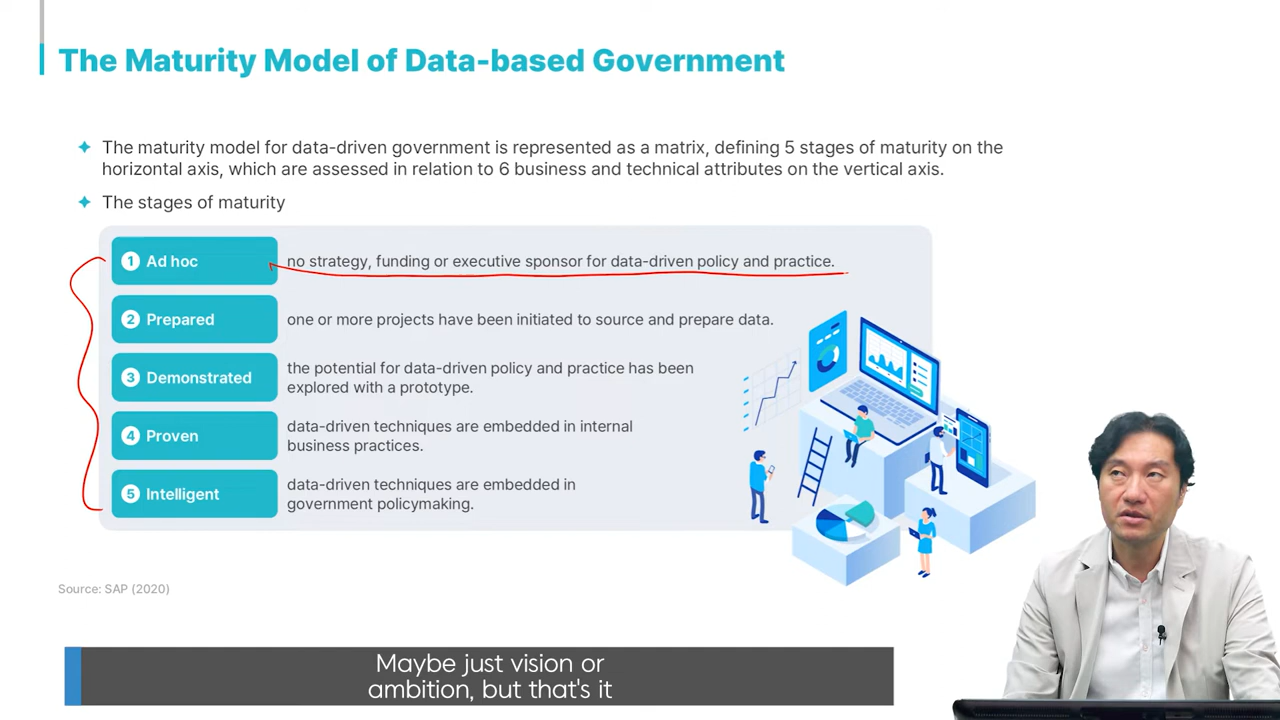 The Maturity Model of Data-based Government
The maturity model for data-driven government is represented as a matrix, defining 5 stages of maturity on the
horizontal axis, which are assessed in relation to 6 business and technical attributes on the vertical axis.
The stages of maturity
1 Ad hoc
no strategy, funding or executive sponsor for data-driven policy and practice.
2 Prepared
one or more projects have been initiated to source and prepare data.
3 Demonstrated
the potential for data-driven policy and practice has been
explored with a prototype.
4 Proven
data-driven techniques are embedded in internal
business practices.
5 Intelligent
data-driven techniques are embedded in
government policymaking.
Source: SAP (2020)
Maybe just vision or
ambition, but that's it